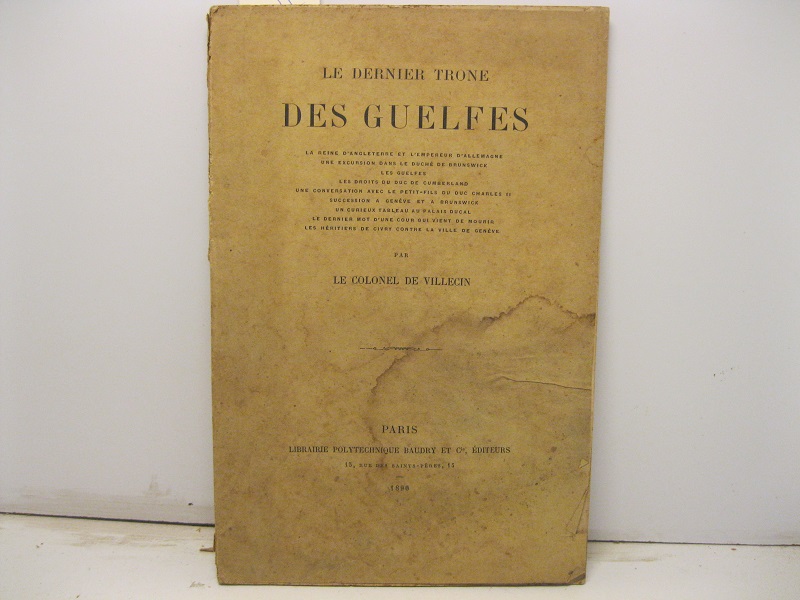 LE DERNIER TRONE
DES GUELFES
LA REINE D'ANGLETERRE ET L'EMPEREUR D'ALLEMAGNE
UNE EXCURSION DANS LE DUCHÉ DE BRUNSWICK
LES GUELFES
LES DROITS DU DUC DE CUMBERLAND
UNE CONVERSATION AVEC LE PETIT-FILS DU DUC CHARLES II
SUCCESSION A GENÈVE ET A BRUNSWICK
UN CURIEUX TABLEAU AU PALAIS DUCAL
LE DERNIER MOT D'UNE COUR QUI VIENT DE MOURIR
LES HÉRITIERS DE CIVRY CONTRE LA VILLE DE GENÈVE
PAR
LE COLONEL DE VILLECIN
PARIS
LIBRAIRIE POLYTECHNIQUE BAUDRY ET Cie, ÉDITEURS
15, RUE DES SAINTS-PÈRES, 15